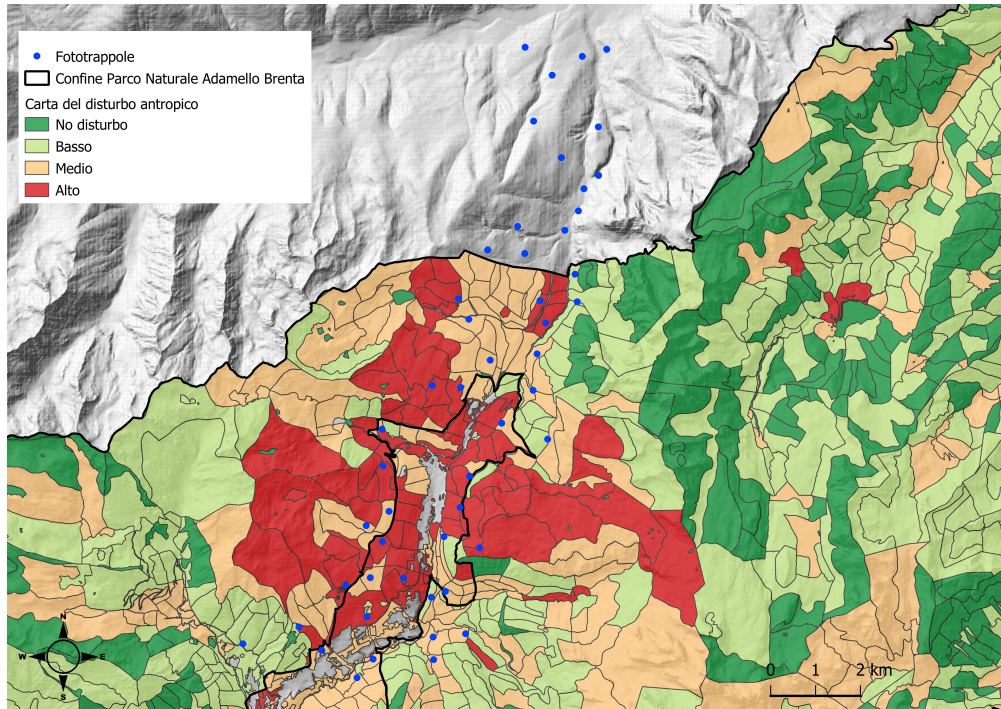 Fototrappole
Confine Parco Naturale Adamello Brenta
Carta del disturbo antropico
No disturbo
Basso
Medio
Alto
N
W E
S
0 1 2 km